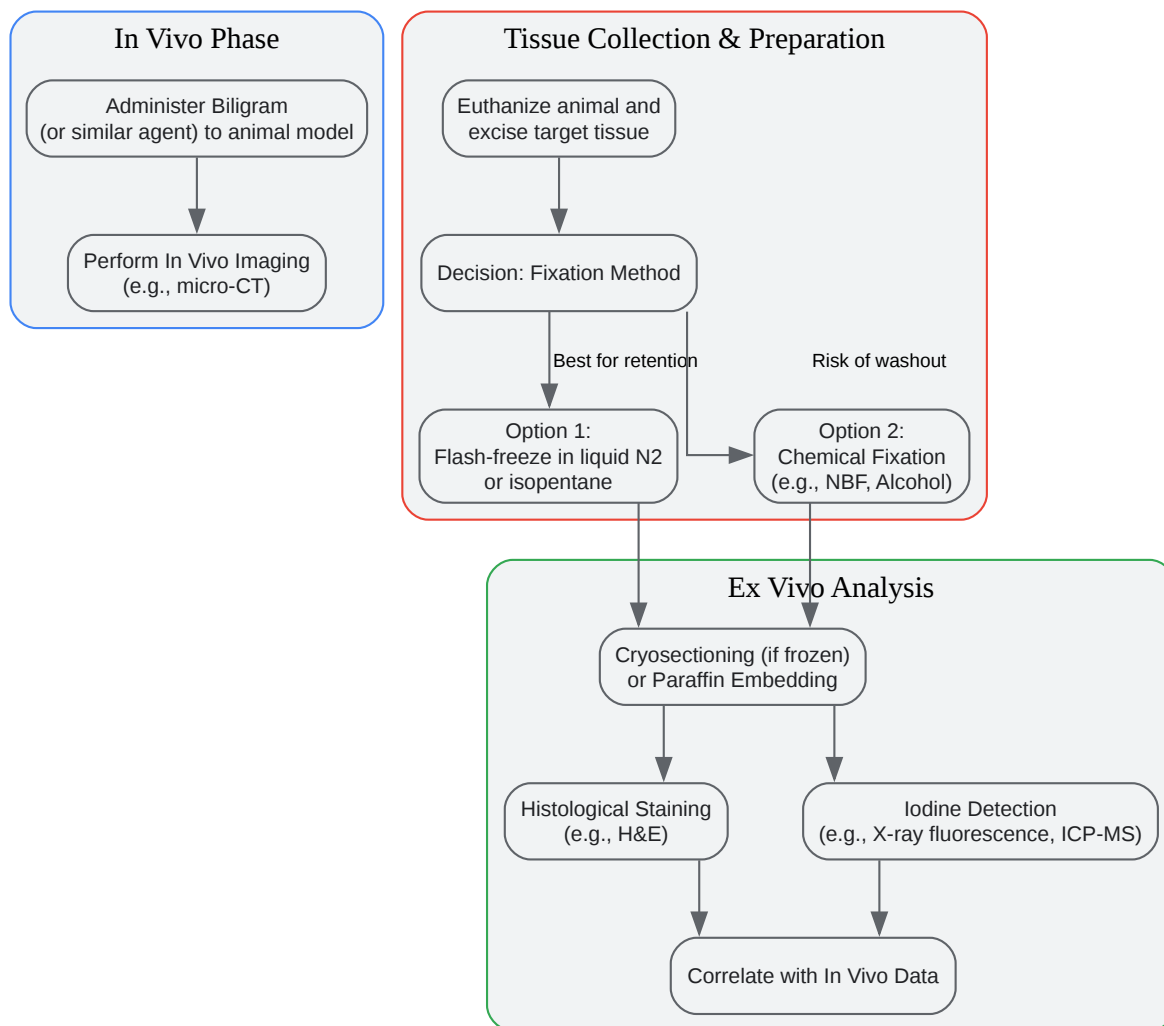 In Vivo Phase
Administer Biligram
(or similar agent) to animal model
Perform In Vivo Imaging
(e.g., micro-CT)
Tissue Collection & Preparation
Euthanize animal and
excise target tissue
Decision: Fixation Method
Best for retention
Risk of washout
Option 1:
Flash-freeze in liquid N2
or isopentane
Option 2:
Chemical Fixation
(e.g., NBF, Alcohol)
Ex Vivo Analysis
Cryosectioning (if frozen)
or Paraffin Embedding
Histological Staining
(e.g., H&E)
Iodine Detection
(e.g., X-ray fluorescence, ICP-MS)
Correlate with In Vivo Data